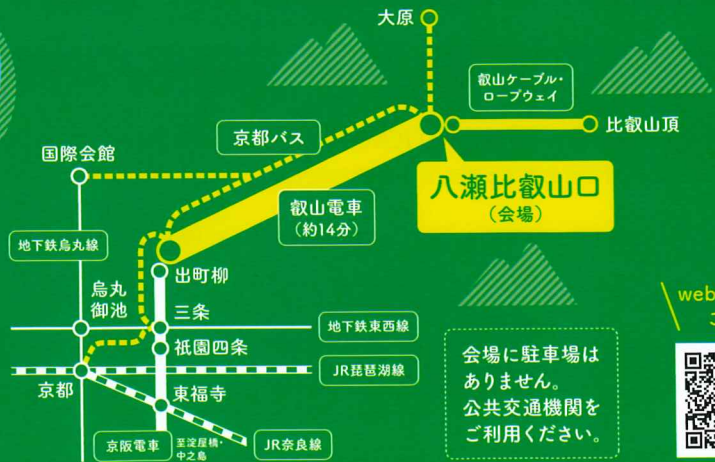 大原
叡山ケーブル・
ロープウェイ
比叡山頂
京都バス
国際会館
八瀬比叡山口
(会場)
叡山電車
(約14分)
地下鉄烏丸線
出町柳
烏丸
御池
三条
地下鉄東西線
祇園四条
京都
JR琵琶湖線
東福寺
京阪電車
至淀屋橋・
中之島
JR奈良線
会場に駐車場は
ありません。
公共交通機関を
ご利用ください。
web